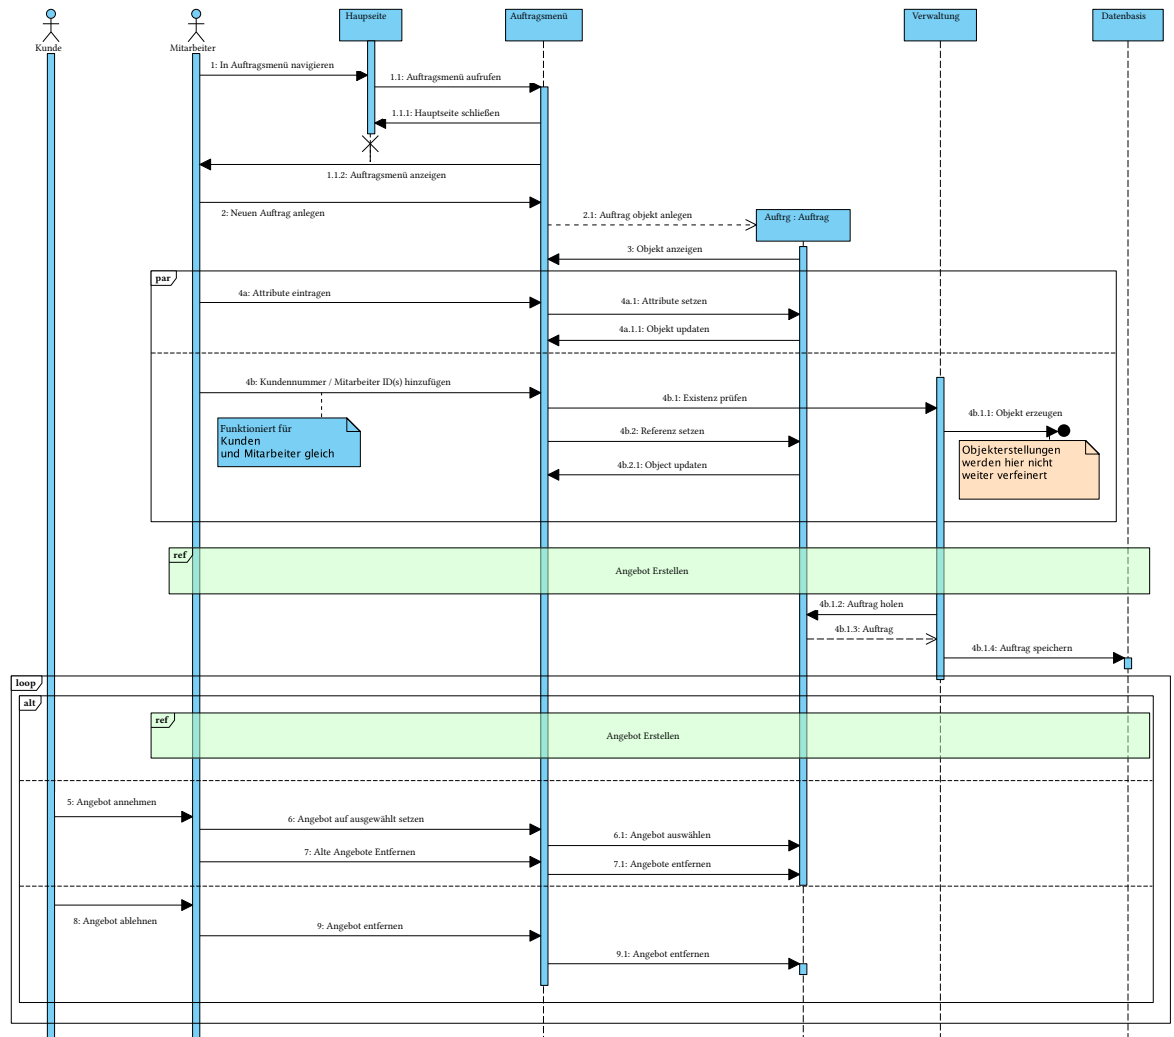 Haupseite
Auftragsmenü
Verwaltung
Datenbasis
Kunde
Mitarbeiter
1: In Auftragsmenü navigieren
1.1: Auftragsmenü aufrufen
1.1.1: Hauptseite schließen
1.1.2: Auftragsmenü anzeigen
2: Neuen Auftrag anlegen
2.1: Auftrag objekt anlegen
Auftrg : Auftrag
3: Objekt anzeigen
par
4a: Attribute eintragen
4a.1: Attribute setzen
4a.1.1: Objekt updaten
4b: Kundennummer / Mitarbeiter ID(s) hinzufügen
4b.1: Existenz prüfen
4b.1.1: Objekt erzeugen
Funktioniert für
Kunden
und Mitarbeiter gleich
4b.2: Referenz setzen
Objekterstellungen
werden hier nicht
weiter verfeinert
4b.2.1: Object updaten
ref
Angebot Erstellen
4b.1.2: Auftrag holen
4b.1.3: Auftrag
4b.1.4: Auftrag speichern
loop
alt
ref
Angebot Erstellen
5: Angebot annehmen
6: Angebot auf ausgewählt setzen
6.1: Angebot auswählen
7: Alte Angebote Entfernen
7.1: Angebote entfernen
8: Angebot ablehnen
9: Angebot entfernen
9.1: Angebot entfernen